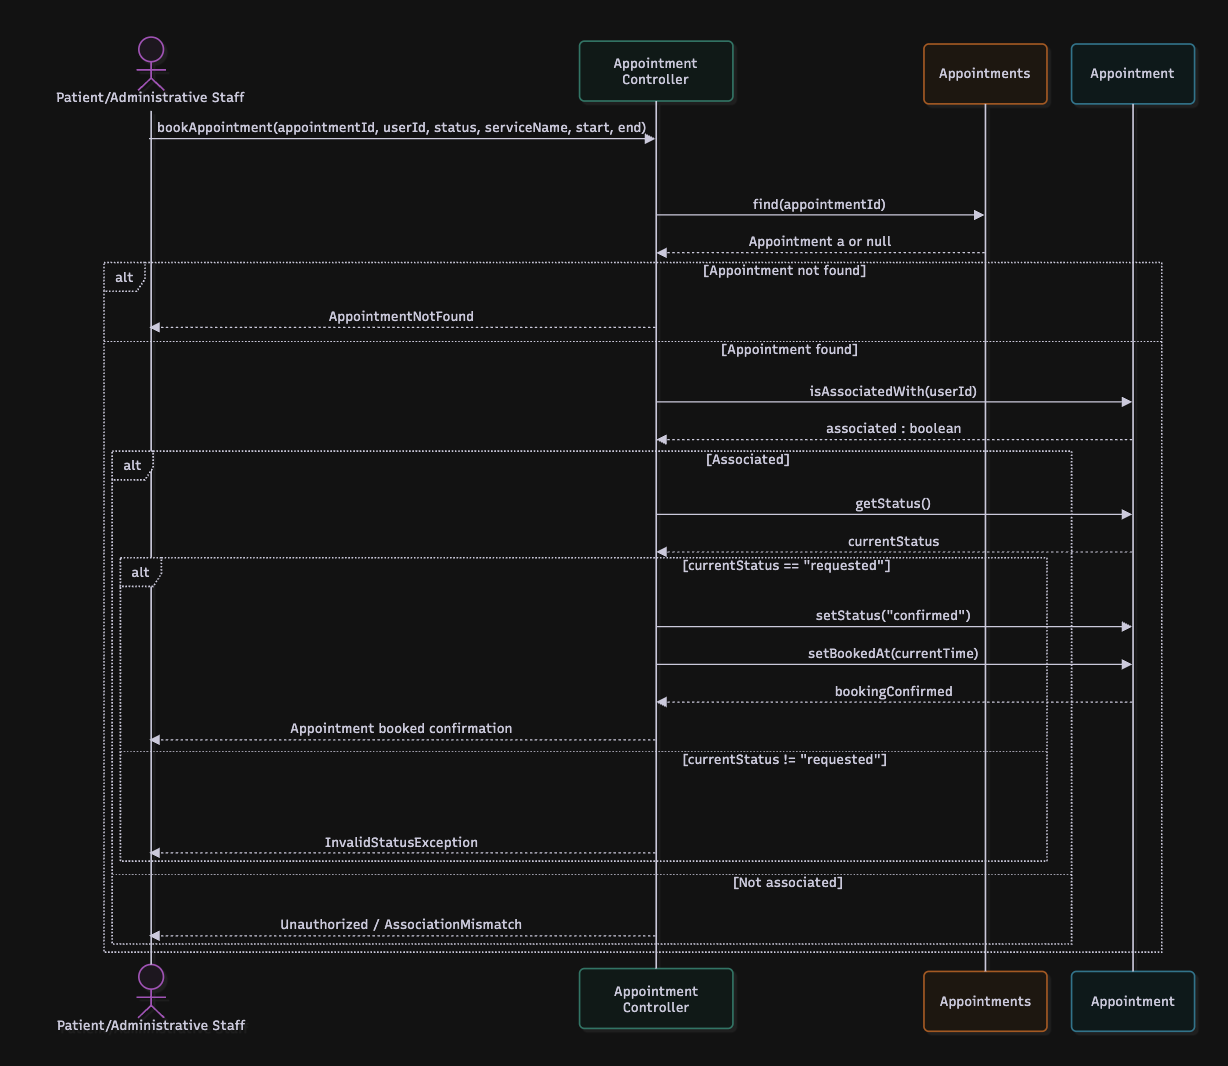 Patient/Administrative Staff
Appointment
Controller
Appointments
Appointment
bookAppointment(appointmentId, userId, status, serviceName, start, end)
find(appointmentId)
Appointment a or null
alt
[Appointment not found]
AppointmentNotFound
[Appointment found]
isAssociatedWith(userId)
associated : boolean
alt
[Associated]
getStatus()
currentStatus
alt
[currentStatus == "requested"]
setStatus("confirmed")
setBookedAt(currentTime)
bookingConfirmed
Appointment booked confirmation
[currentStatus != "requested"]
InvalidStatusException
[Not associated]
Unauthorized / AssociationMismatch
Patient/Administrative Staff
Appointment
Controller
Appointments
Appointment